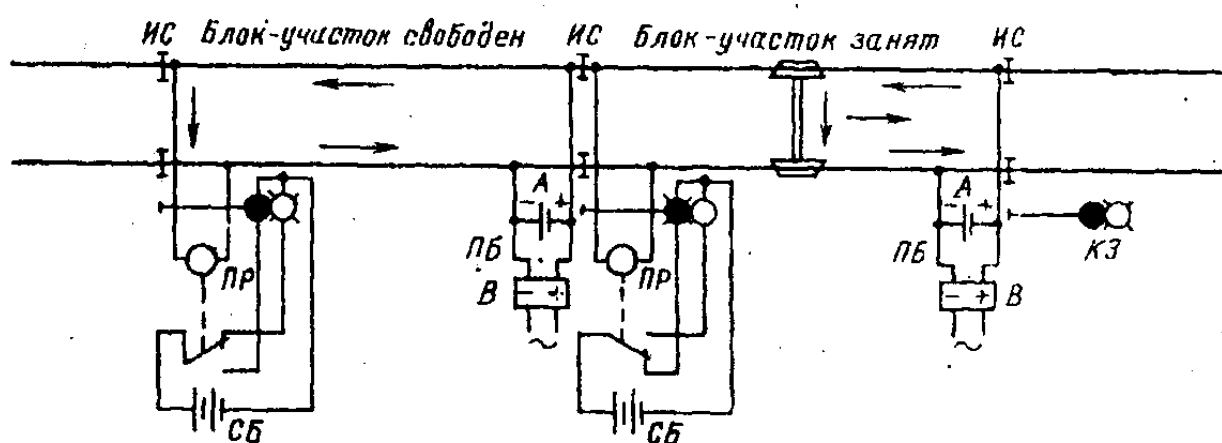 ИС Блок-участок свободен ИС Блок-участок занят ИС
А А
- + - +
ПБ ПБ КЗ
ПР ПР
В - + В - +
~ ~
СБ СБ